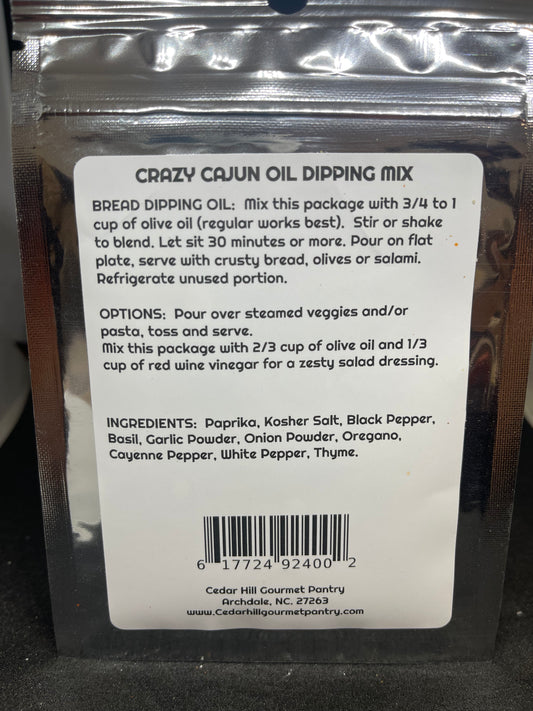 CRAZY CAJUN OIL DIPPING MIX
BREAD DIPPING OIL: Mix this package with 3/4 to 1
cup of olive oil (regular works best). Stir or shake
to blend. Let sit 30 minutes or more. Pour on flat
plate, serve with crusty bread, olives or salami.
Refrigerate unused portion.
OPTIONS: Pour over steamed veggies and/or
pasta, toss and serve.
Mix this package with 2/3 cup of olive oil and 1/3
cup of red wine vinegar for a zesty salad dressing.
INGREDIENTS: Paprika, Kosher Salt, Black Pepper,
Basil, Garlic Powder, Onion Powder, Oregano,
Cayenne Pepper, White Pepper, Thyme.
6 17724 92400 2
Cedar Hill Gourmet Pantry
Archdale, NC. 27263
www.Cedarhillgourmetpantry.com